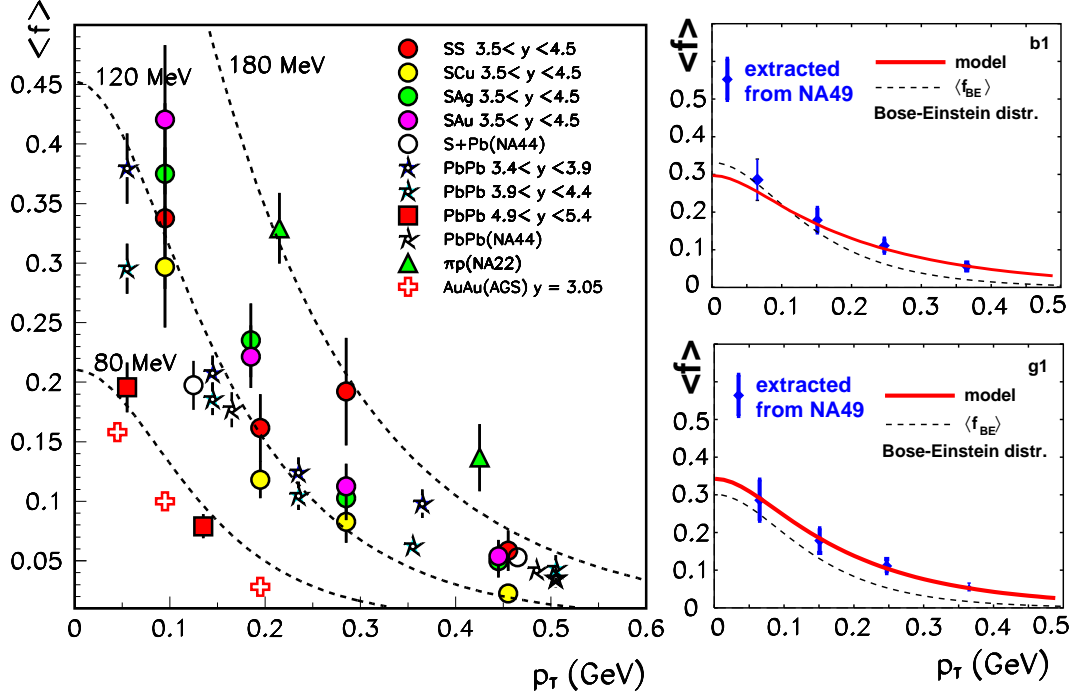 <f>
180 MeV
120 MeV
80 MeV
SS 3.5< y <4.5
SCu 3.5< y <4.5
SAg 3.5< y <4.5
SAu 3.5< y <4.5
S+Pb(NA44)
PbPb 3.4< y <3.9
PbPb 3.9< y <4.4
PbPb 4.9< y <5.4
PbPb(NA44)
πp(NA22)
AuAu(AGS) y = 3.05
0.45
0.4
0.35
0.3
0.25
0.2
0.15
0.1
0.05
0 0.1 0.2 0.3 0.4 0.5 0.6
p_T (GeV)
<f>
b1
extracted
from NA49
model
⟨f_BE⟩
Bose-Einstein distr.
0.5
0.4
0.3
0.2
0.1
0
0 0.1 0.2 0.3 0.4 0.5
<f>
g1
extracted
from NA49
model
⟨f_BE⟩
Bose-Einstein distr.
0.5
0.4
0.3
0.2
0.1
0
0 0.1 0.2 0.3 0.4 0.5
p_T (GeV)